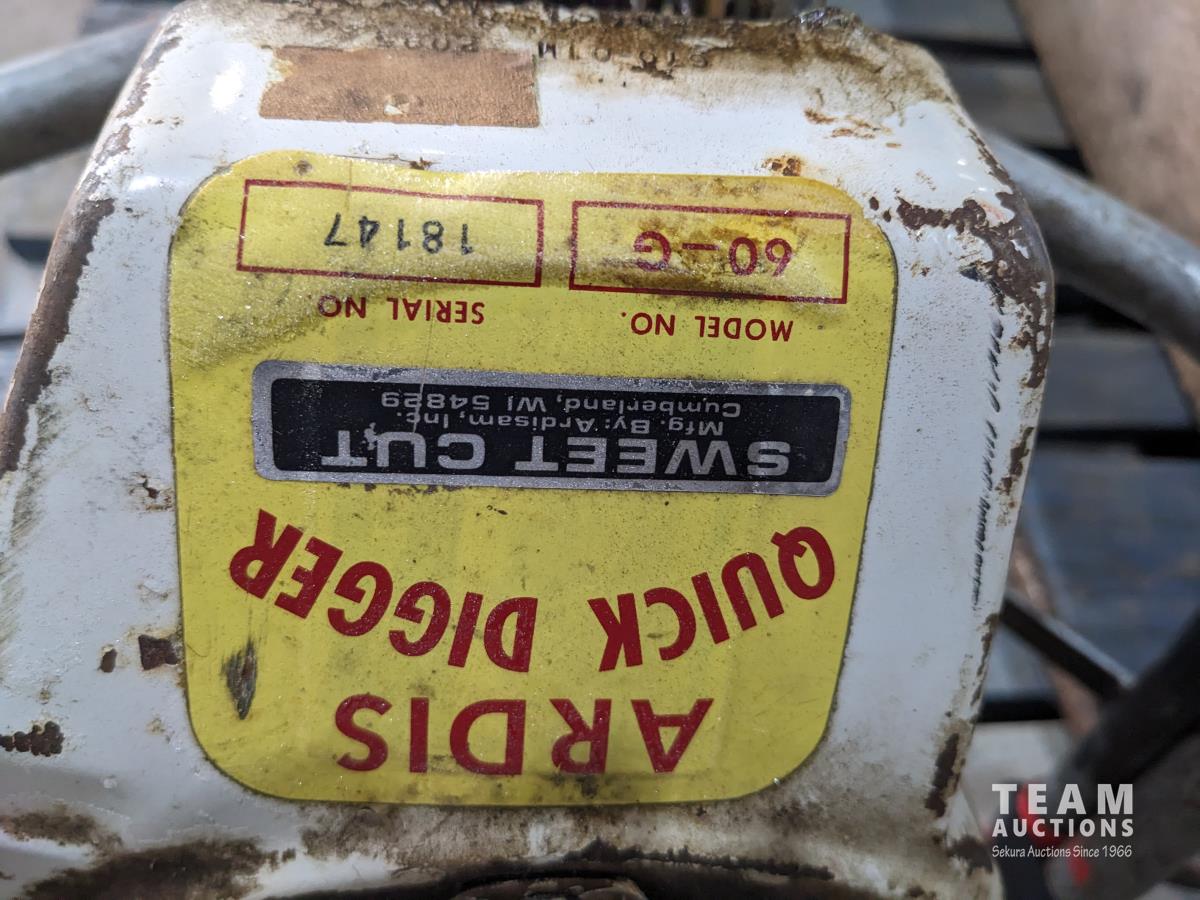 ARDIS
QUICK DIGGER
SWEET CUT
Mfg. By: Ardisam, Inc.
Cumberland, WI 54829
MODEL NO. SERIAL NO.
60-G 18147
TEAM
AUCTIONS
Sekura Auctions Since 1966